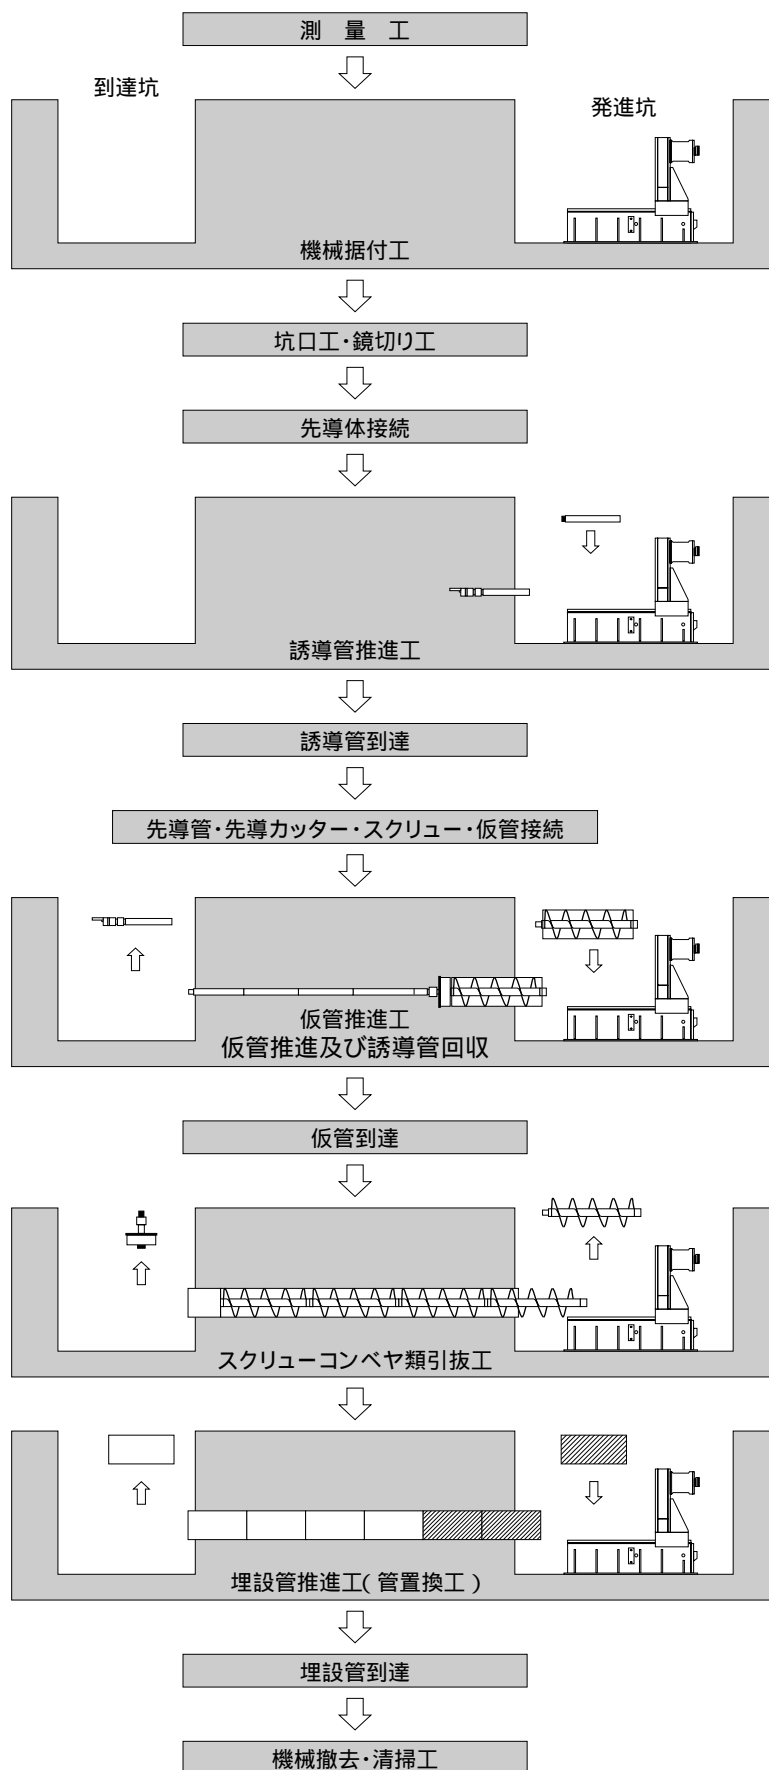 測量工
到達坑
発進坑
機械据付工
坑口工・鏡切り工
先導体接続
誘導管推進工
誘導管到達
先導管・先導カッター・スクリュー・仮管接続
仮管推進工
仮管推進及び誘導管回収
仮管到達
スクリューコンベヤ類引抜工
埋設管推進工(管置換工)
埋設管到達
機械撤去・清掃工